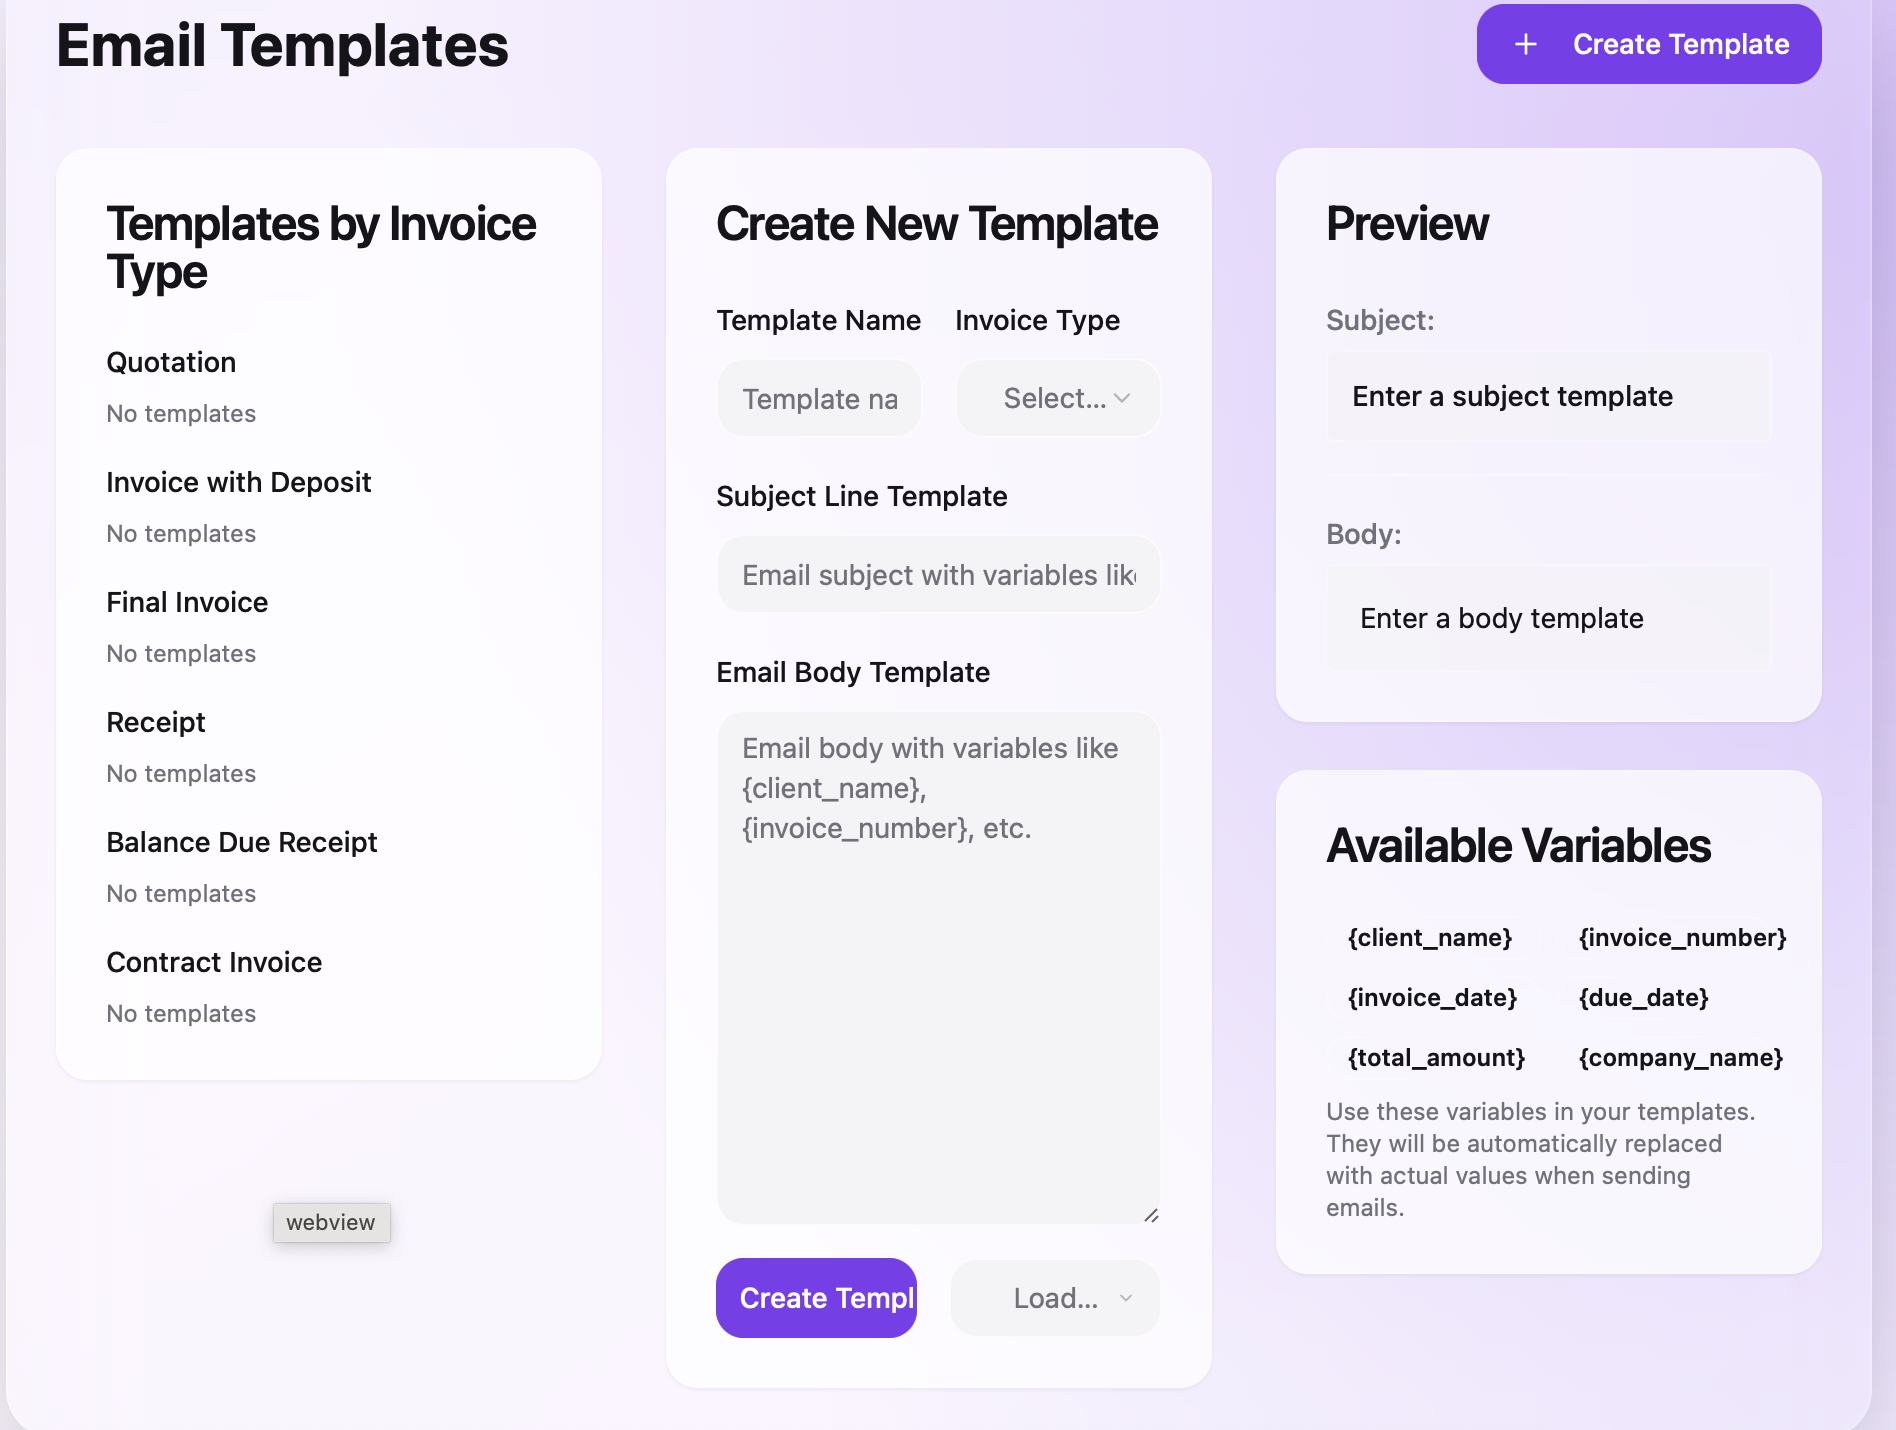 Email Templates
+ Create Template
Templates by Invoice
Type
Quotation
No templates
Invoice with Deposit
No templates
Final Invoice
No templates
Receipt
No templates
Balance Due Receipt
No templates
Contract Invoice
No templates
webview
Create New Template
Template Name Invoice Type
Template na Select...
Subject Line Template
Email subject with variables like
Email Body Template
Email body with variables like
{client_name},
{invoice_number}, etc.
Create Templ Load...
Preview
Subject:
Enter a subject template
Body:
Enter a body template
Available Variables
{client_name} {invoice_number}
{invoice_date} {due_date}
{total_amount} {company_name}
Use these variables in your templates.
They will be automatically replaced
with actual values when sending
emails.